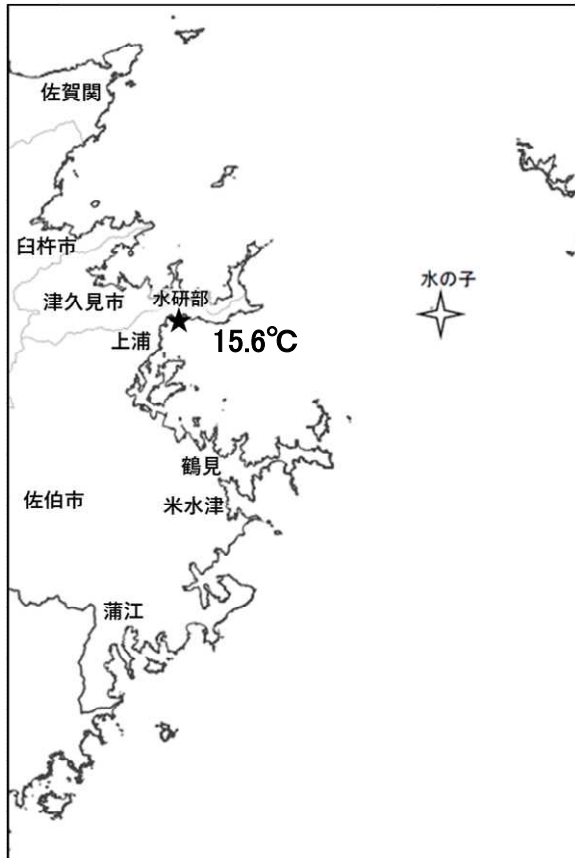 佐賀関
臼杵市
水の子
津久見市
水研部
上浦
15.6℃
鶴見
佐伯市
米水津
蒲江